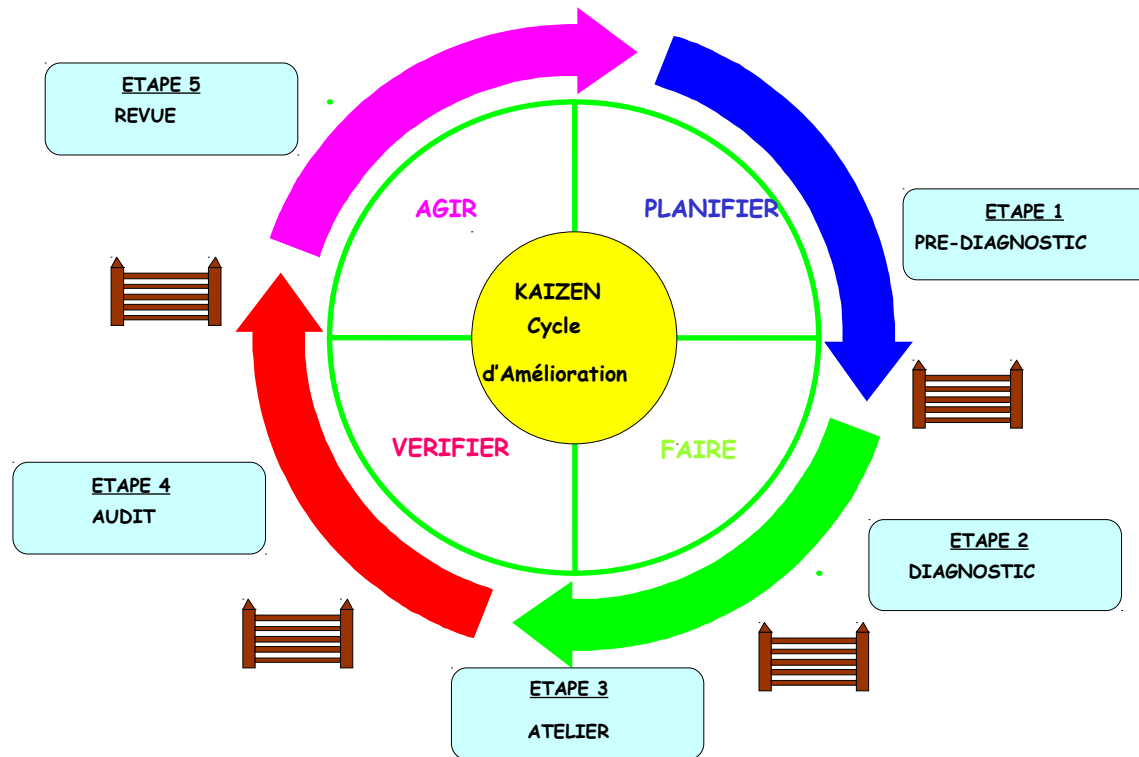 ETAPE 5
REVUE
AGIR
PLANIFIER
ETAPE 1
PRE-DIAGNOSTIC
KAIZEN
Cycle
d'Amélioration
VERIFIER
FAIRE
ETAPE 4
AUDIT
ETAPE 2
DIAGNOSTIC
ETAPE 3
ATELIER